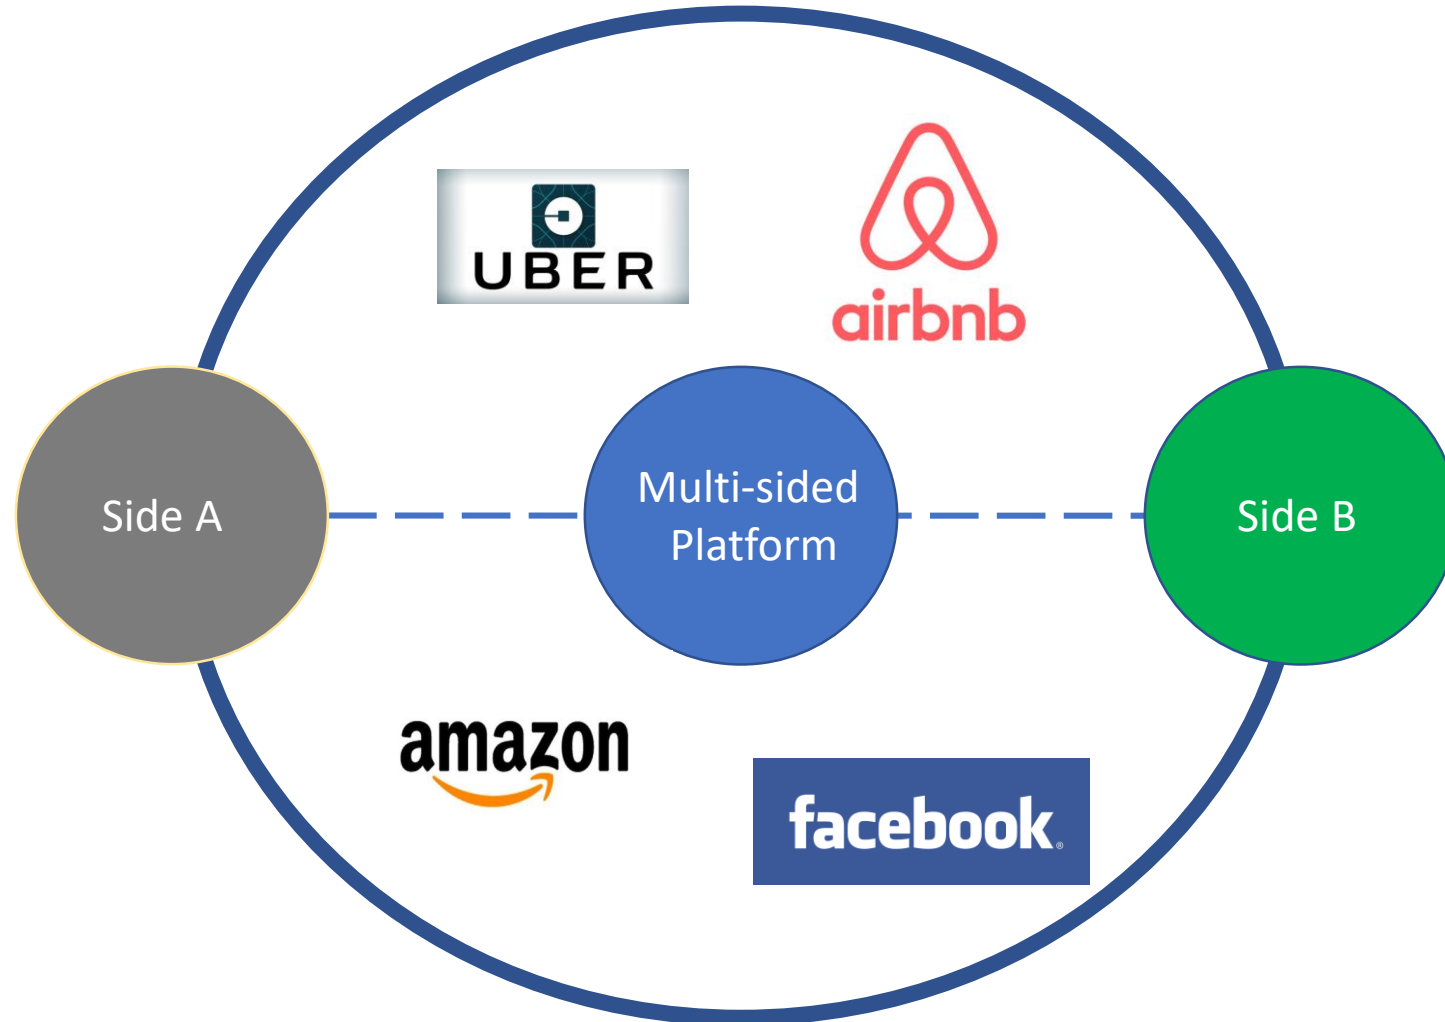 UBER
airbnb
Side A
Multi-sided
Platform
Side B
amazon
facebook®